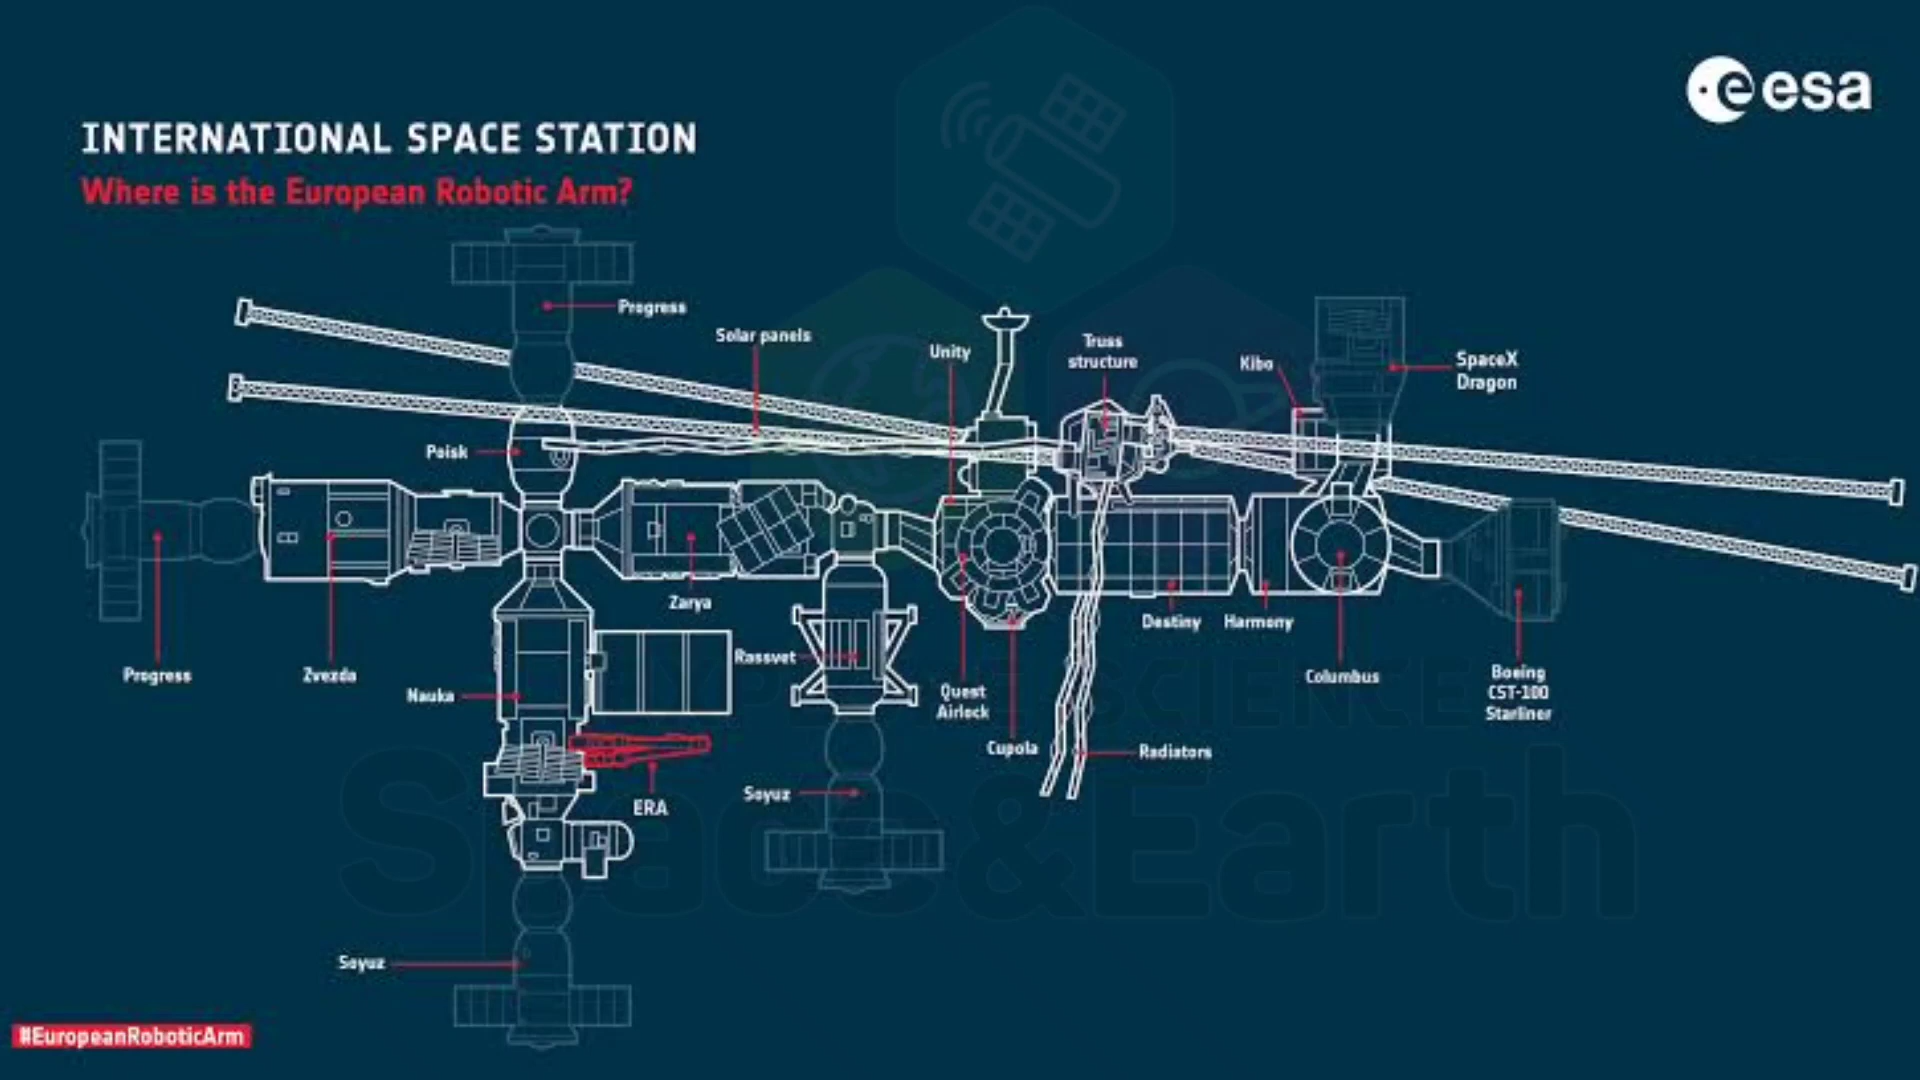 esa
INTERNATIONAL SPACE STATION
Where is the European Robotic Arm?
Progress
Solar panels
Unity
Truss
structure
Kibo
SpaceX
Dragon
Poisk
Zarya
Destiny
Harmony
Progress
Zvezda
Nauka
Rassvet
Quest
Airlock
Columbus
Boeing
CST-100
Starliner
Cupola
Radiators
Soyuz
ERA
Space&Earth
Soyuz
#EuropeanRoboticArm